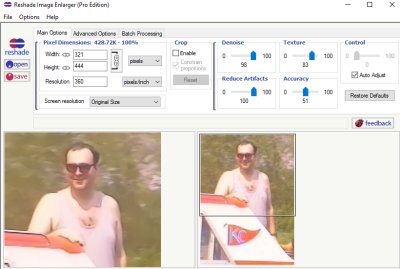 Reshade Image Enlarger (Pro Edition)
File Options Help
reshade
open
save
Main Options Advanced Options Batch Processing
Pixel Dimensions: 428.72K - 100%
Width: 321
Height: 444
pixels
Resolution 360 pixels/inch
Screen resolution Original Size
Crop
Enable
Constrain proportions
Reset
Denoise
0 100
98
Texture
0 100
83
Control
0
0
Auto Adjust
Reduce Artifacts
0 100
100
Accuracy
0 100
51
Restore Defaults
feedback
KC